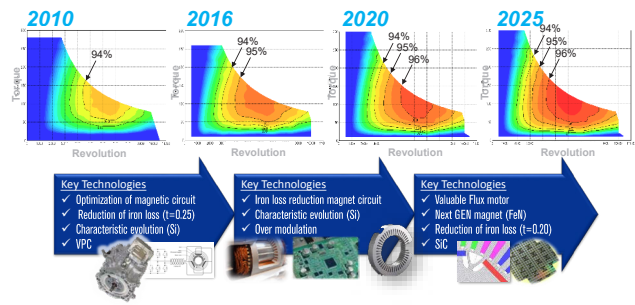 2010
2016
2020
2025
94%
94%
95%
94%
95%
96%
94%
95%
96%
Torque
Torque
Torque
Torque
Revolution
Revolution
Revolution
Revolution
Key Technologies
✓ Optimization of magnetic circuit
✓ Reduction of iron loss (t=0.25)
✓ Characteristic evolution (Si)
✓ VPC
Key Technologies
✓ Iron loss reduction magnet circuit
✓ Characteristic evolution (Si)
✓ Over modulation
Key Technologies
✓ Valuable Flux motor
✓ Next GEN magnet (FeN)
✓ Reduction of iron loss (t=0.20)
✓ SiC